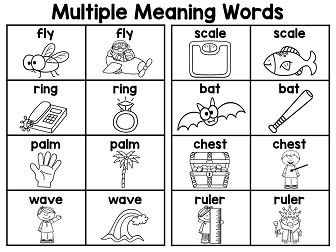 Multiple Meaning Words
fly fly scale scale
ring ring bat bat
palm palm chest chest
wave wave ruler ruler